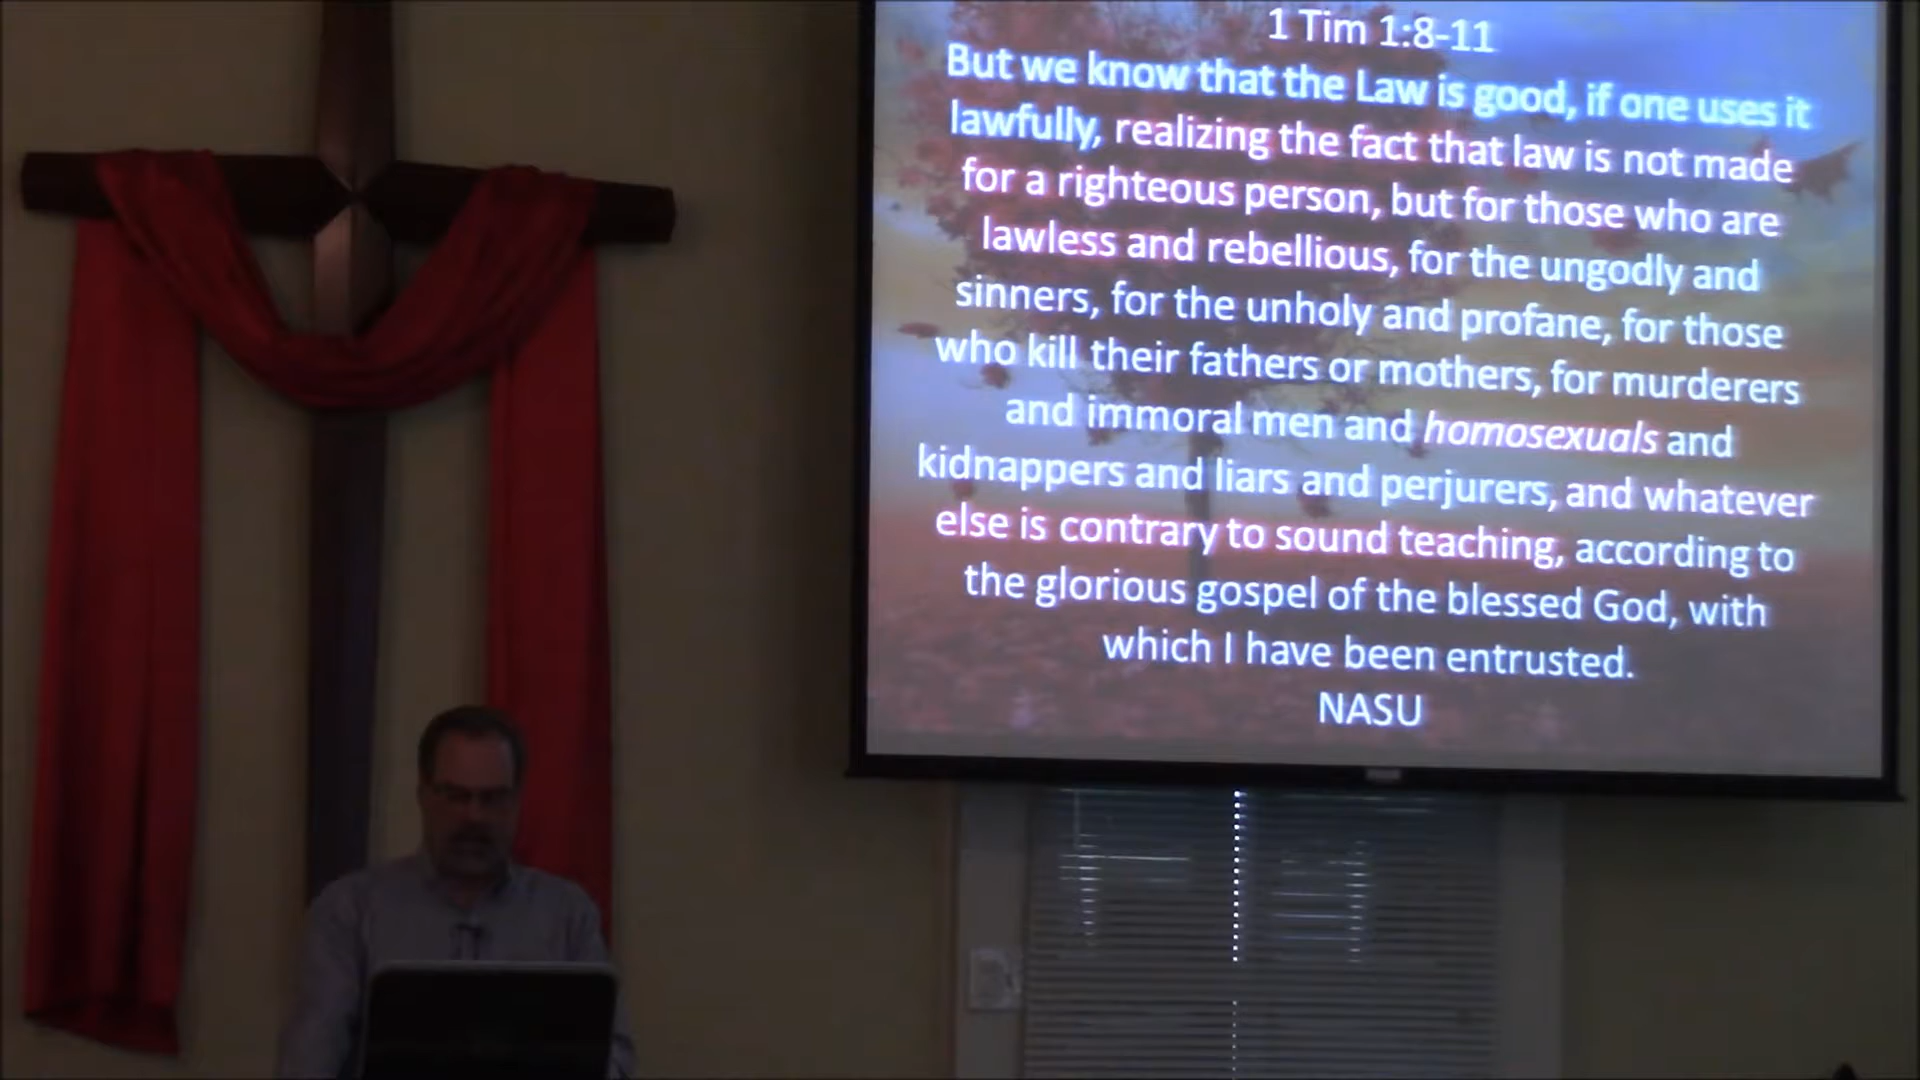 1 Tim 1:8-11
But we know that the Law is good, if one uses it
lawfully, realizing the fact that law is not made
for a righteous person, but for those who are
lawless and rebellious, for the ungodly and
sinners, for the unholy and profane, for those
who kill their fathers or mothers, for murderers
and immoral men and homosexuals and
kidnappers and liars and perjurers, and whatever
else is contrary to sound teaching, according to
the glorious gospel of the blessed God, with
which I have been entrusted.
NASU